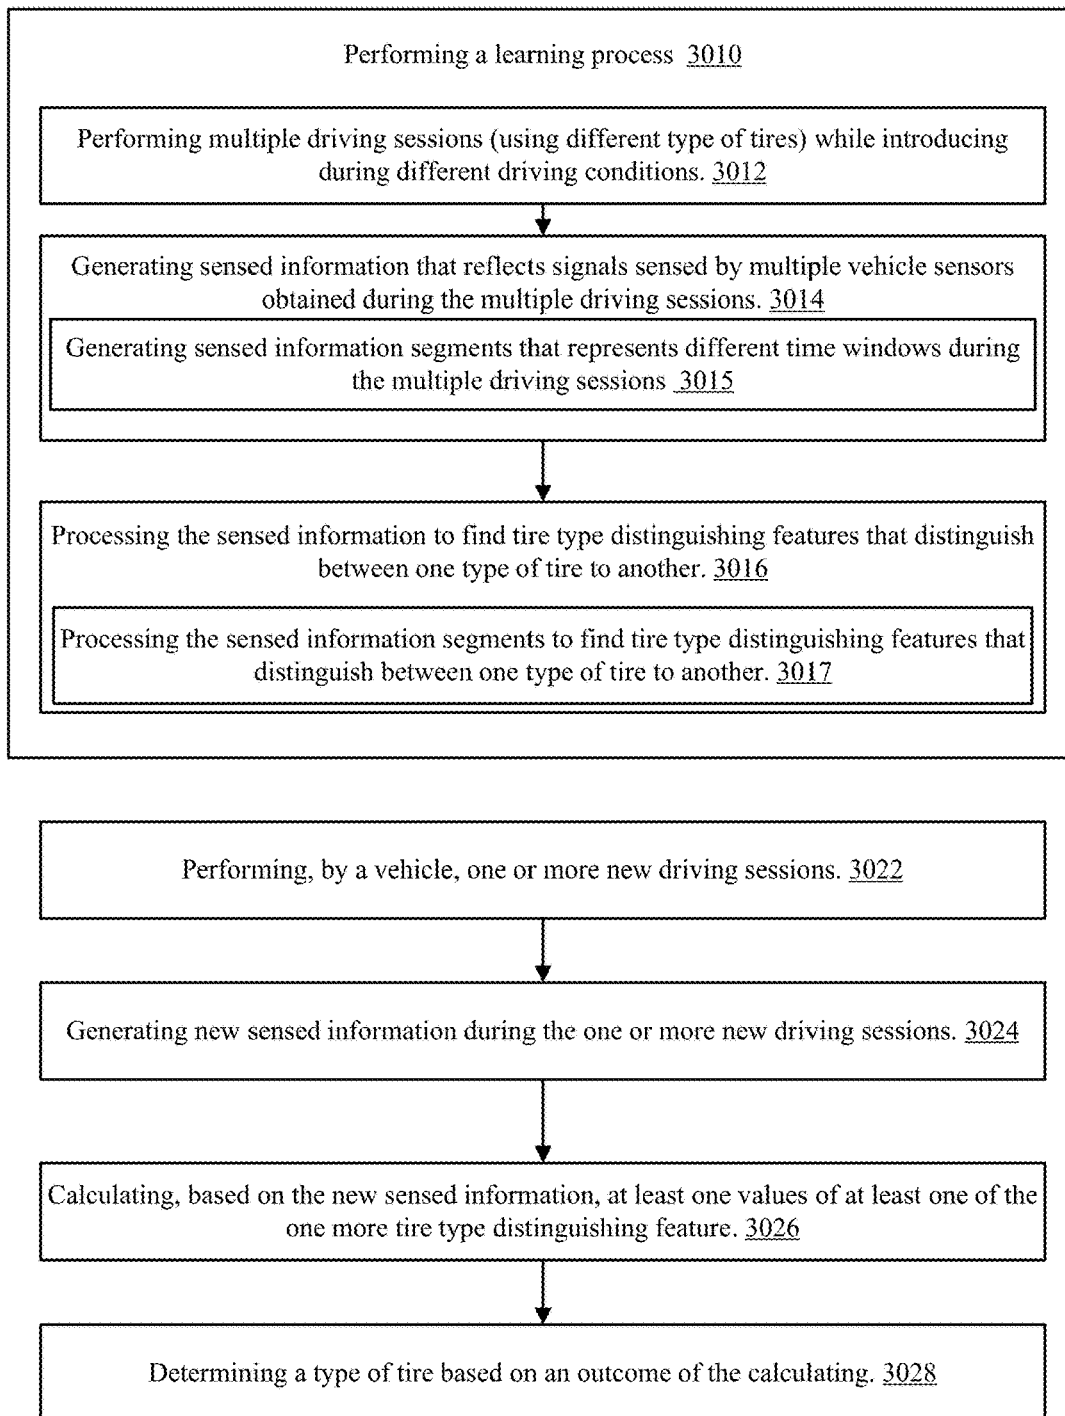 Performing a learning process 3010
Performing multiple driving sessions (using different type of tires) while introducing
during different driving conditions. 3012
Generating sensed information that reflects signals sensed by multiple vehicle sensors
obtained during the multiple driving sessions. 3014
Generating sensed information segments that represents different time windows during
the multiple driving sessions 3015
Processing the sensed information to find tire type distinguishing features that distinguish
between one type of tire to another. 3016
Processing the sensed information segments to find tire type distinguishing features that
distinguish between one type of tire to another. 3017
Performing, by a vehicle, one or more new driving sessions. 3022
Generating new sensed information during the one or more new driving sessions. 3024
Calculating, based on the new sensed information, at least one values of at least one of the
one more tire type distinguishing feature. 3026
Determining a type of tire based on an outcome of the calculating. 3028